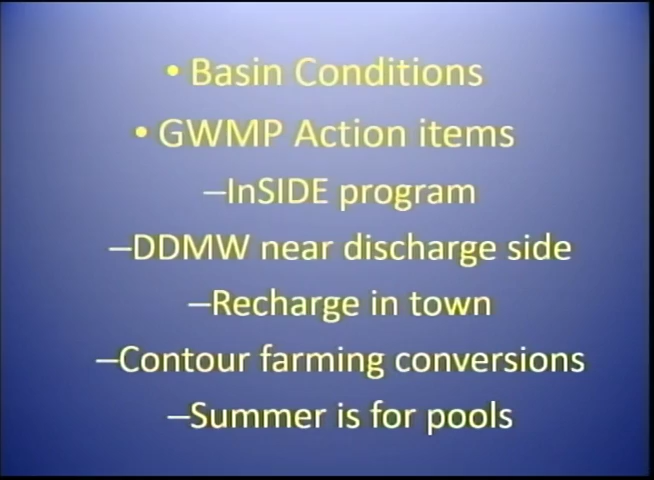 • Basin Conditions
• GWMP Action items
–InSIDE program
–DDMW near discharge side
–Recharge in town
–Contour farming conversions
–Summer is for pools